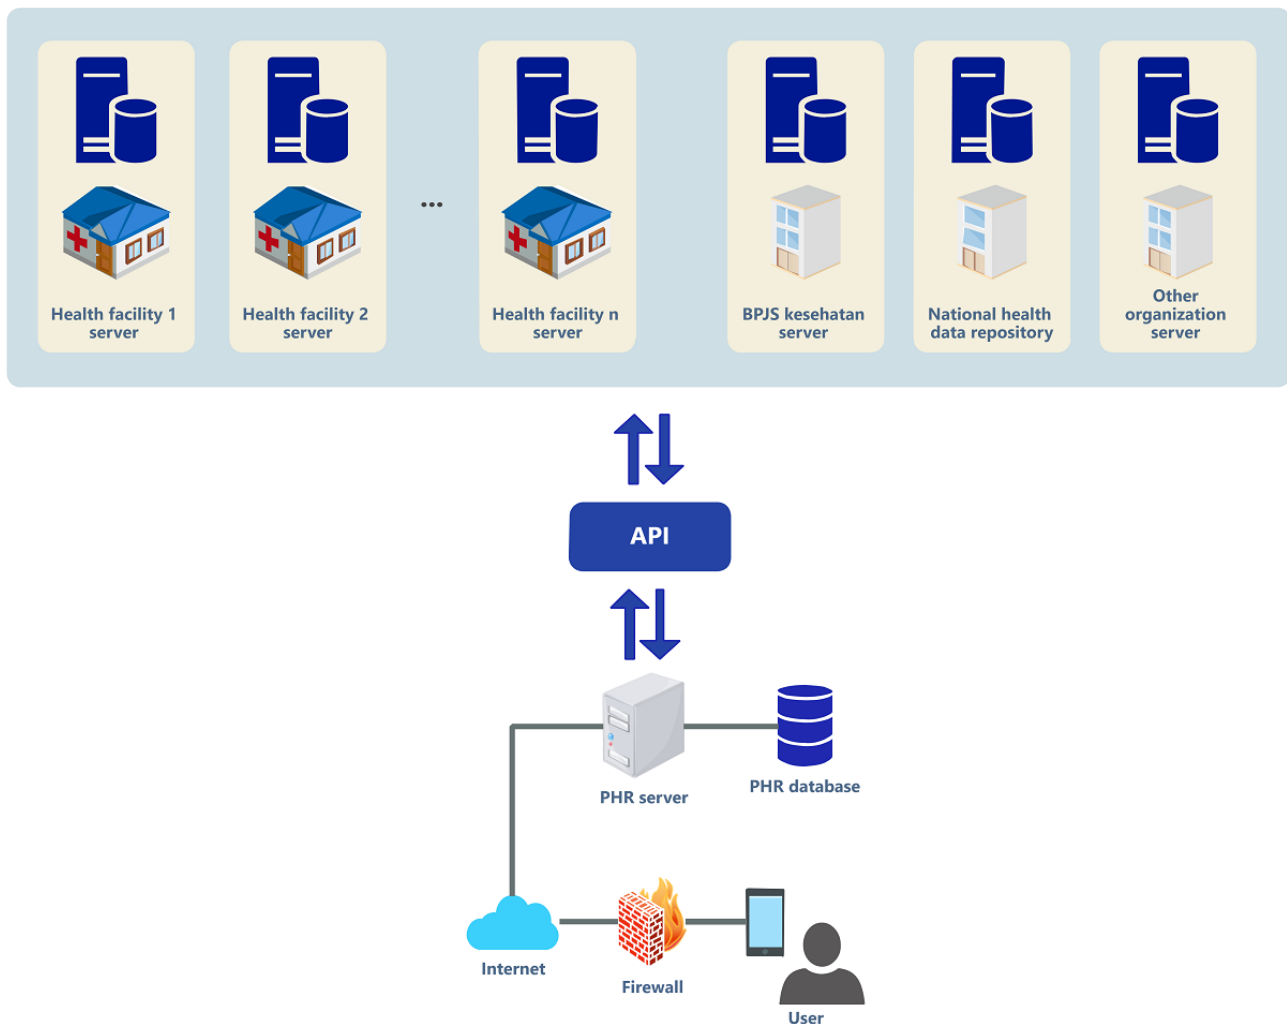 Health facility 1
server
Health facility 2
server
...
Health facility n
server
BPJS kesehatan
server
National health
data repository
Other
organization
server
API
PHR server
PHR database
Internet
Firewall
User